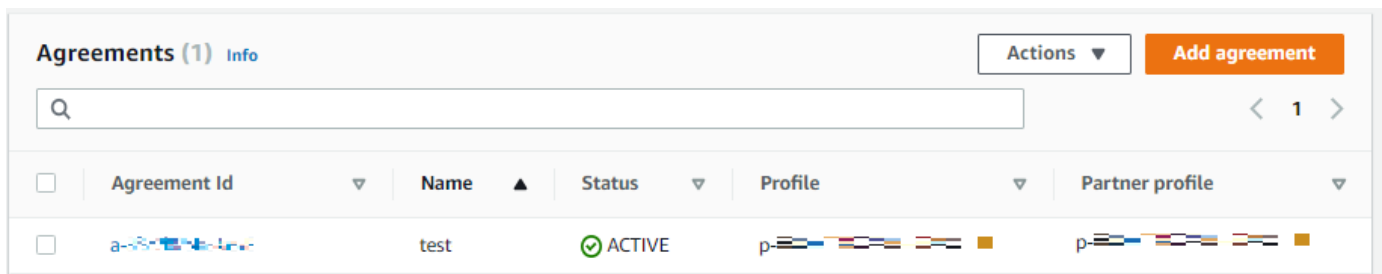 Agreements (1) Info
Actions Add agreement
1
Agreement Id Name Status Profile Partner profile
a- test ACTIVE p- p-